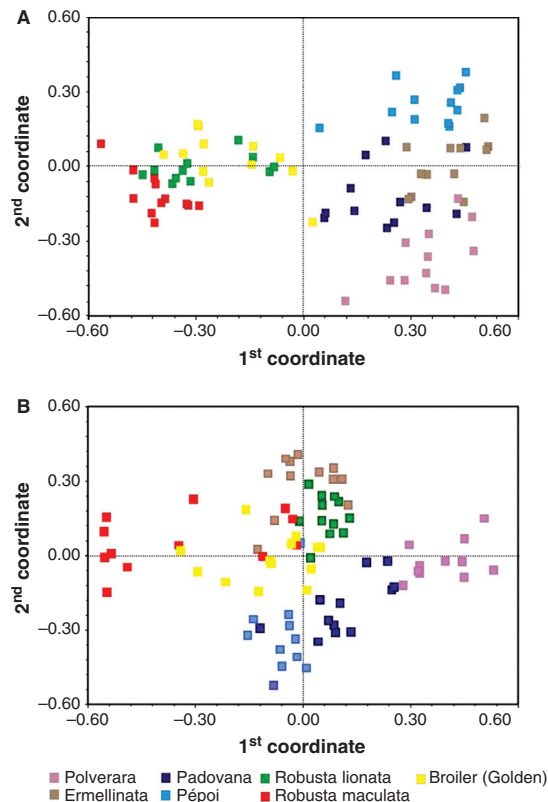 A
0.60
0.30
0.00
−0.30
−0.60
2nd coordinate
−0.60
−0.30
0.00
0.30
0.60
1st coordinate
B
0.60
0.30
0.00
−0.30
−0.60
2nd coordinate
−0.60
−0.30
0.00
0.30
0.60
1st coordinate
Polverara Padovana Robusta lionata Broiler (Golden)
Ermellinata Pépoi Robusta maculata